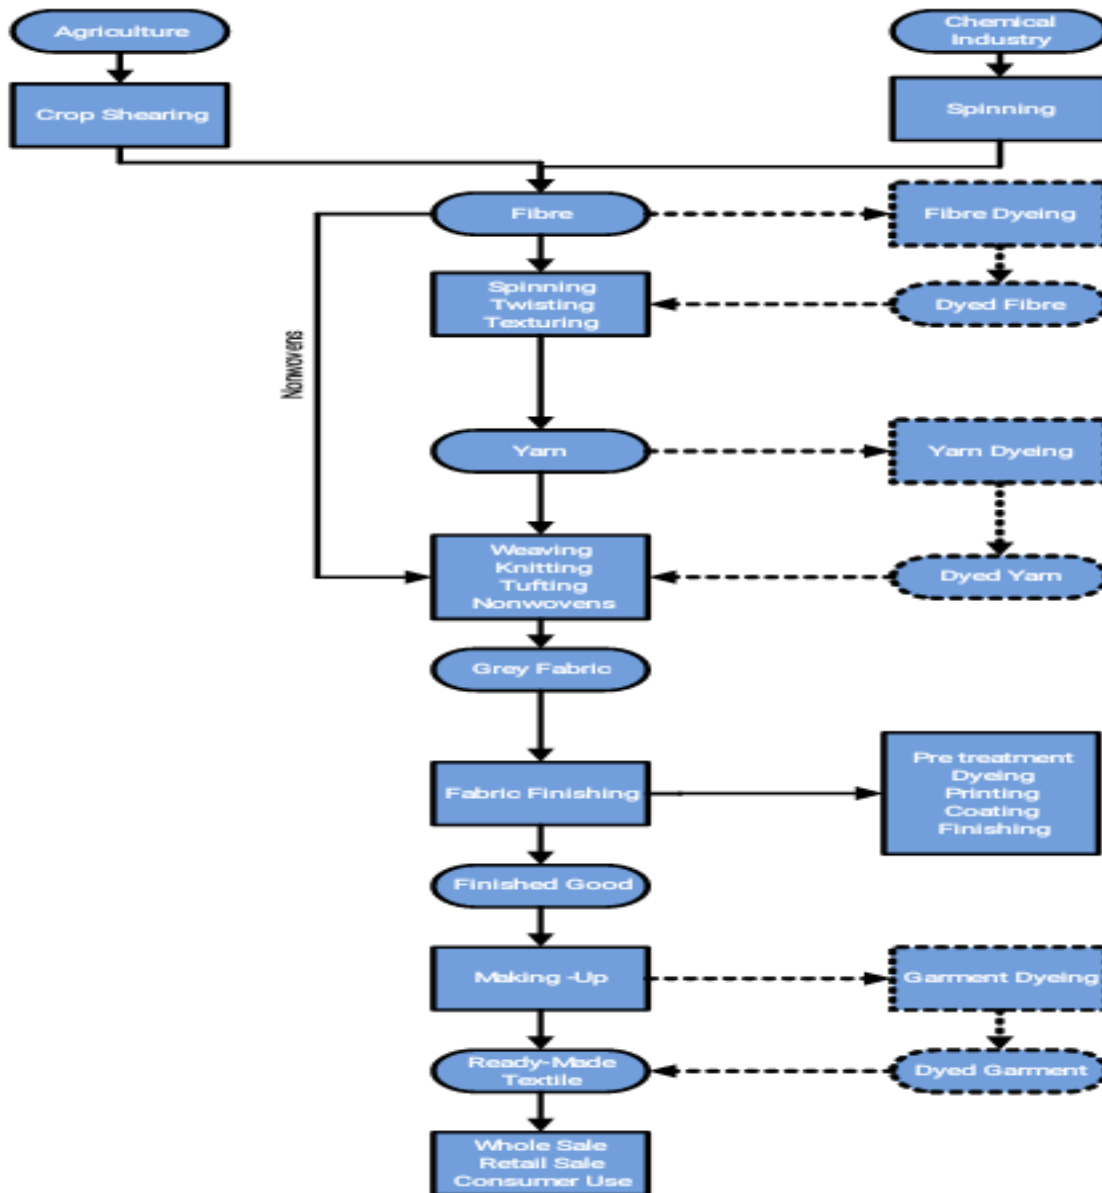 Agriculture
Chemical
Industry
Crop Shearing
Spinning
Fibre
Fibre Dyeing
Spinning
Twisting
Texturing
Dyed Fibre
Nonwovens
Yarn
Yarn Dyeing
Weaving
Knitting
Tufting
Nonwovens
Dyed Yarn
Grey Fabric
Fabric Finishing
Pre treatment
Dyeing
Printing
Coating
Finishing
Finished Good
Making -Up
Garment Dyeing
Ready-Made
Textile
Dyed Garment
Whole Sale
Retail Sale
Consumer Use